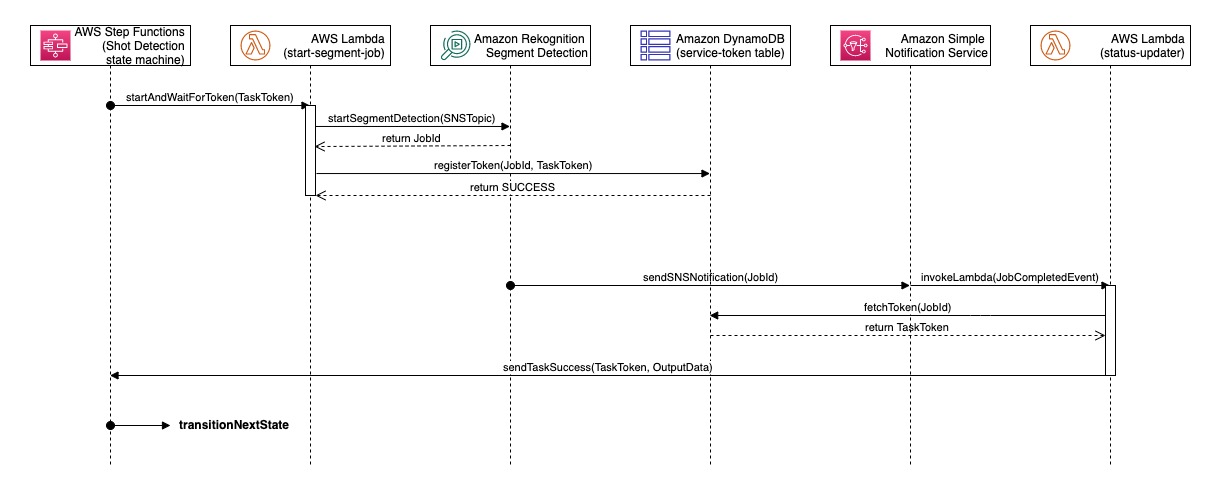 AWS Step Functions
(Shot Detection
state machine)
AWS Lambda
(start-segment-job)
Amazon Rekognition
Segment Detection
Amazon DynamoDB
(service-token table)
Amazon Simple
Notification Service
AWS Lambda
(status-updater)
startAndWaitForToken(TaskToken)
startSegmentDetection(SNSTopic)
return JobId
registerToken(JobId, TaskToken)
return SUCCESS
sendSNSNotification(JobId)
invokeLambda(JobCompletedEvent)
fetchToken(JobId)
return TaskToken
sendTaskSuccess(TaskToken, OutputData)
transitionNextState